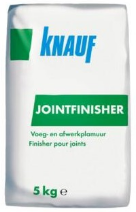 KNAUF
JOINTFINISHER
Voeg- en afwerkplamuur
Finisher pour joints
5 kg e